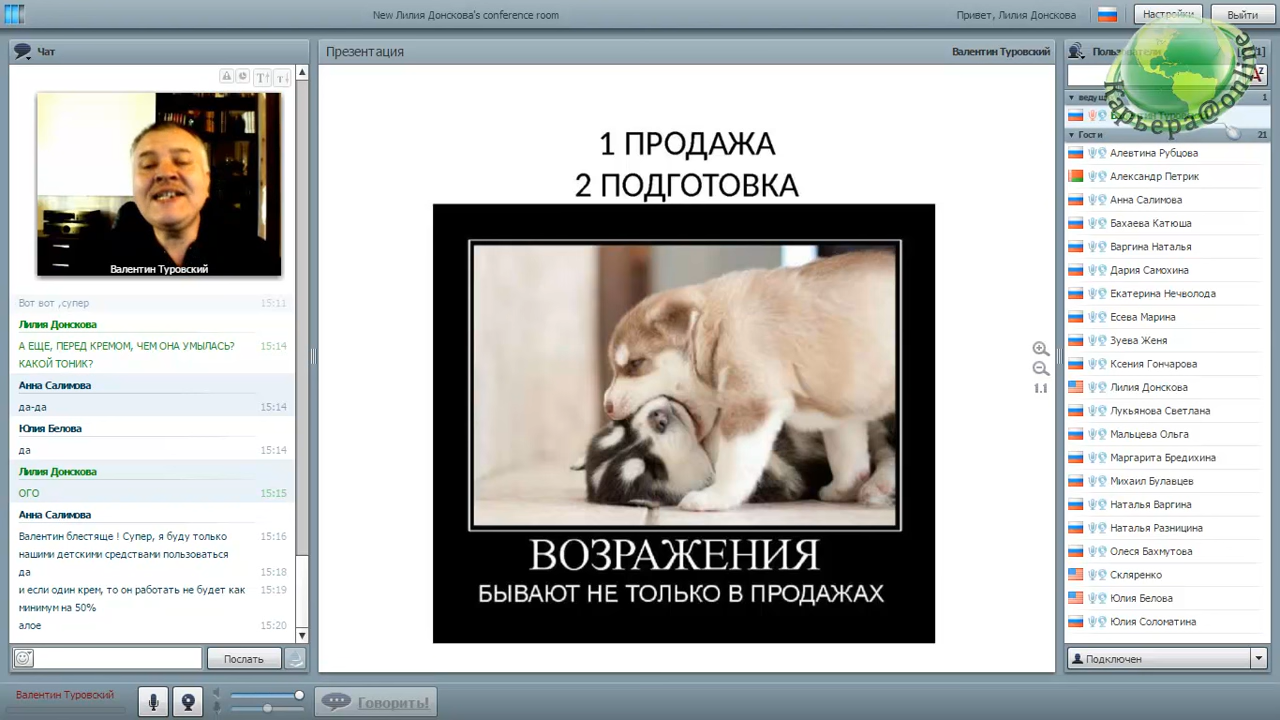 New Лилия Донскова's conference room
Привет, Лилия Донскова
Настройки
Выйти
Чат
Валентин Туровский
Вот вот ,супер 15:11
Лилия Донскова
А ЕЩЕ, ПЕРЕД КРЕМОМ, ЧЕМ ОНА УМЫЛАСЬ? 15:14
КАКОЙ ТОНИК?
Анна Салимова
да-да 15:14
Юлия Белова
да 15:14
Лилия Донскова
ОГО 15:15
Анна Салимова
Валентин блестяще ! Супер, я буду только 15:16
нашими детскими средствами пользоваться
да 15:18
и если один крем, то он работать не будет как 15:19
минимум на 50%
алое 15:20
Послать
Валентин Туровский
Говорить!
Презентация
Валентин Туровский
1 ПРОДАЖА
2 ПОДГОТОВКА
ВОЗРАЖЕНИЯ
БЫВАЮТ НЕ ТОЛЬКО В ПРОДАЖАХ
1.1
Карьера@online
ведущ 1
Гости 21
Алевтина Рубцова
Александр Петрик
Анна Салимова
Бахаева Катюша
Варгина Наталья
Дария Самохина
Екатерина Нечволода
Есева Марина
Зуева Женя
Ксения Гончарова
Лилия Донскова
Лукьянова Светлана
Мальцева Ольга
Маргарита Бредихина
Михаил Булавцев
Наталья Варгина
Наталья Разницина
Олеся Бахмутова
Скляренко
Юлия Белова
Юлия Соломатина
Подключен